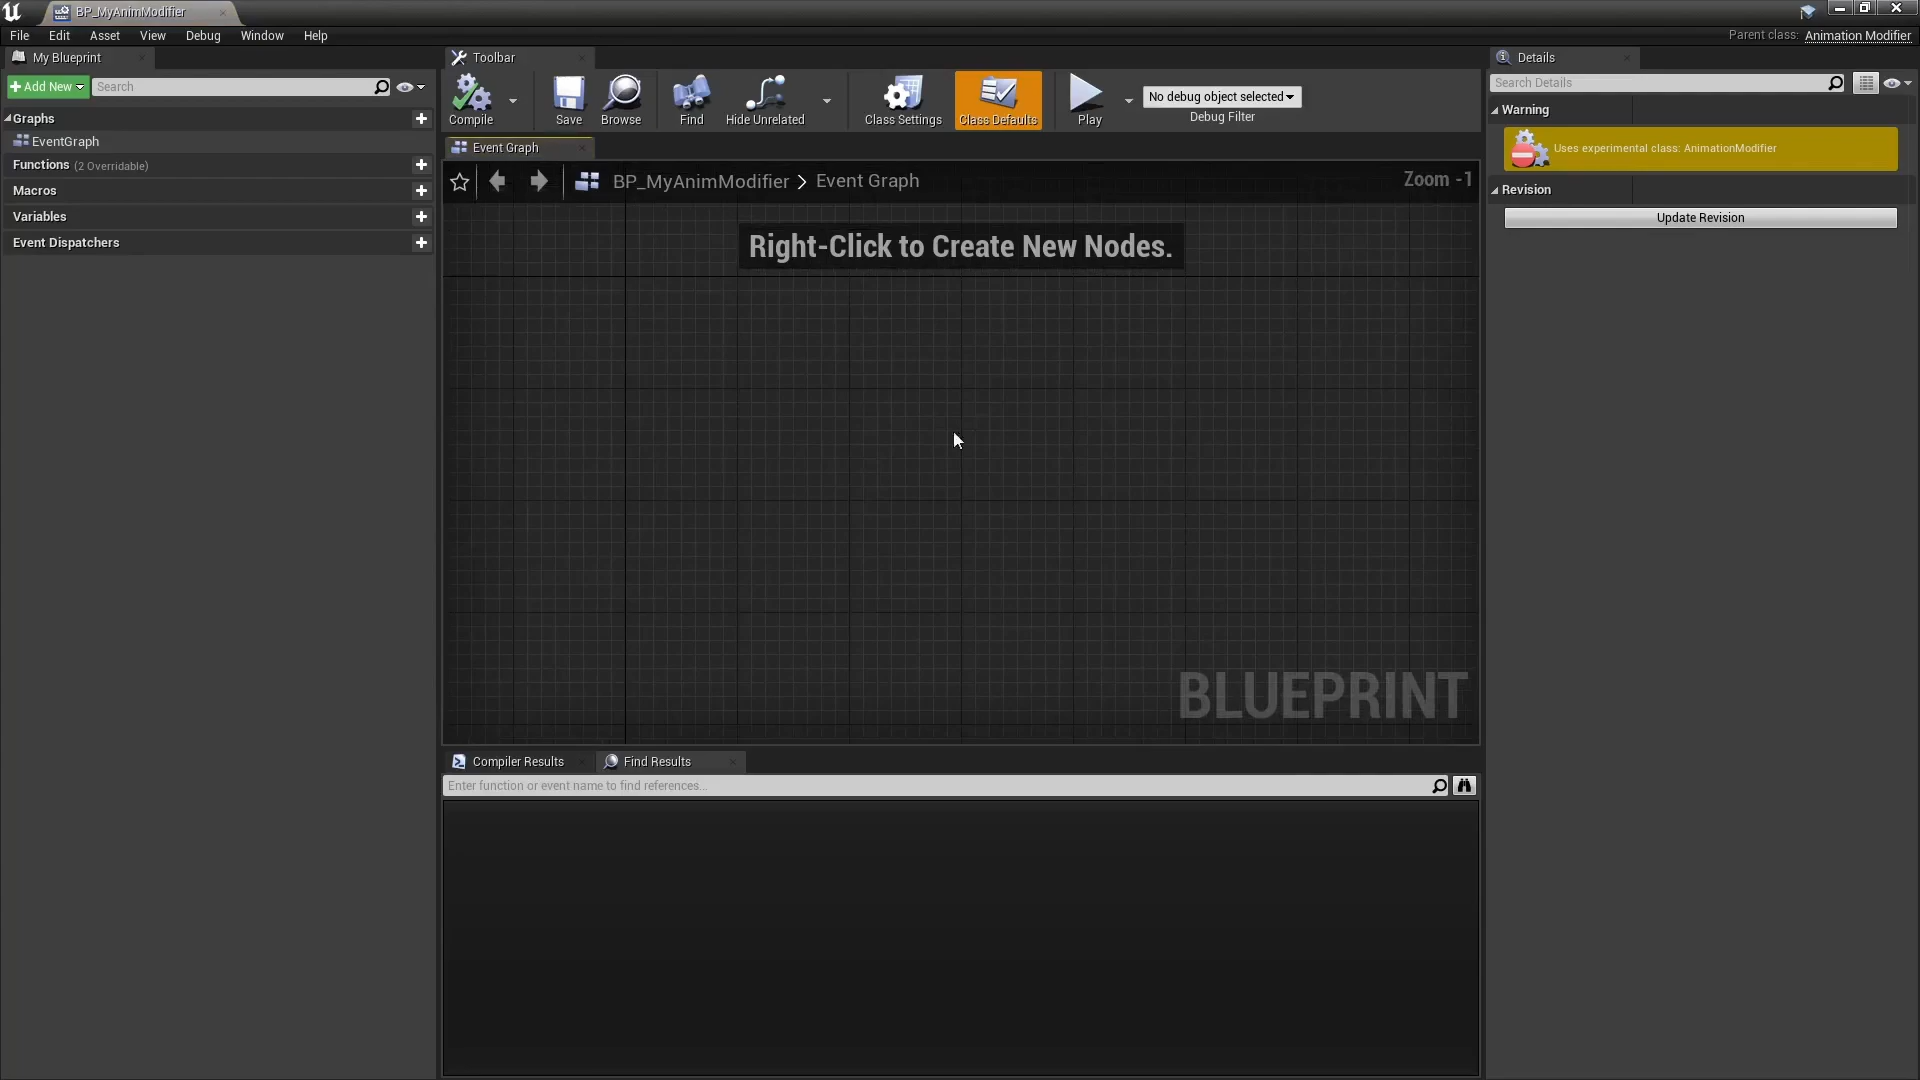 BP_MyAnimModifier
File Edit Asset View Debug Window Help
Parent class: Animation Modifier
My Blueprint
Add New
Search
Graphs
EventGraph
Functions (2 Overridable)
Macros
Variables
Event Dispatchers
Toolbar
Compile
Save
Browse
Find
Hide Unrelated
Class Settings
Class Defaults
Play
No debug object selected
Debug Filter
Event Graph
BP_MyAnimModifier > Event Graph
Zoom -1
Right-Click to Create New Nodes.
BLUEPRINT
Compiler Results
Find Results
Enter function or event name to find references...
Details
Search Details
Warning
Uses experimental class: AnimationModifier
Revision
Update Revision